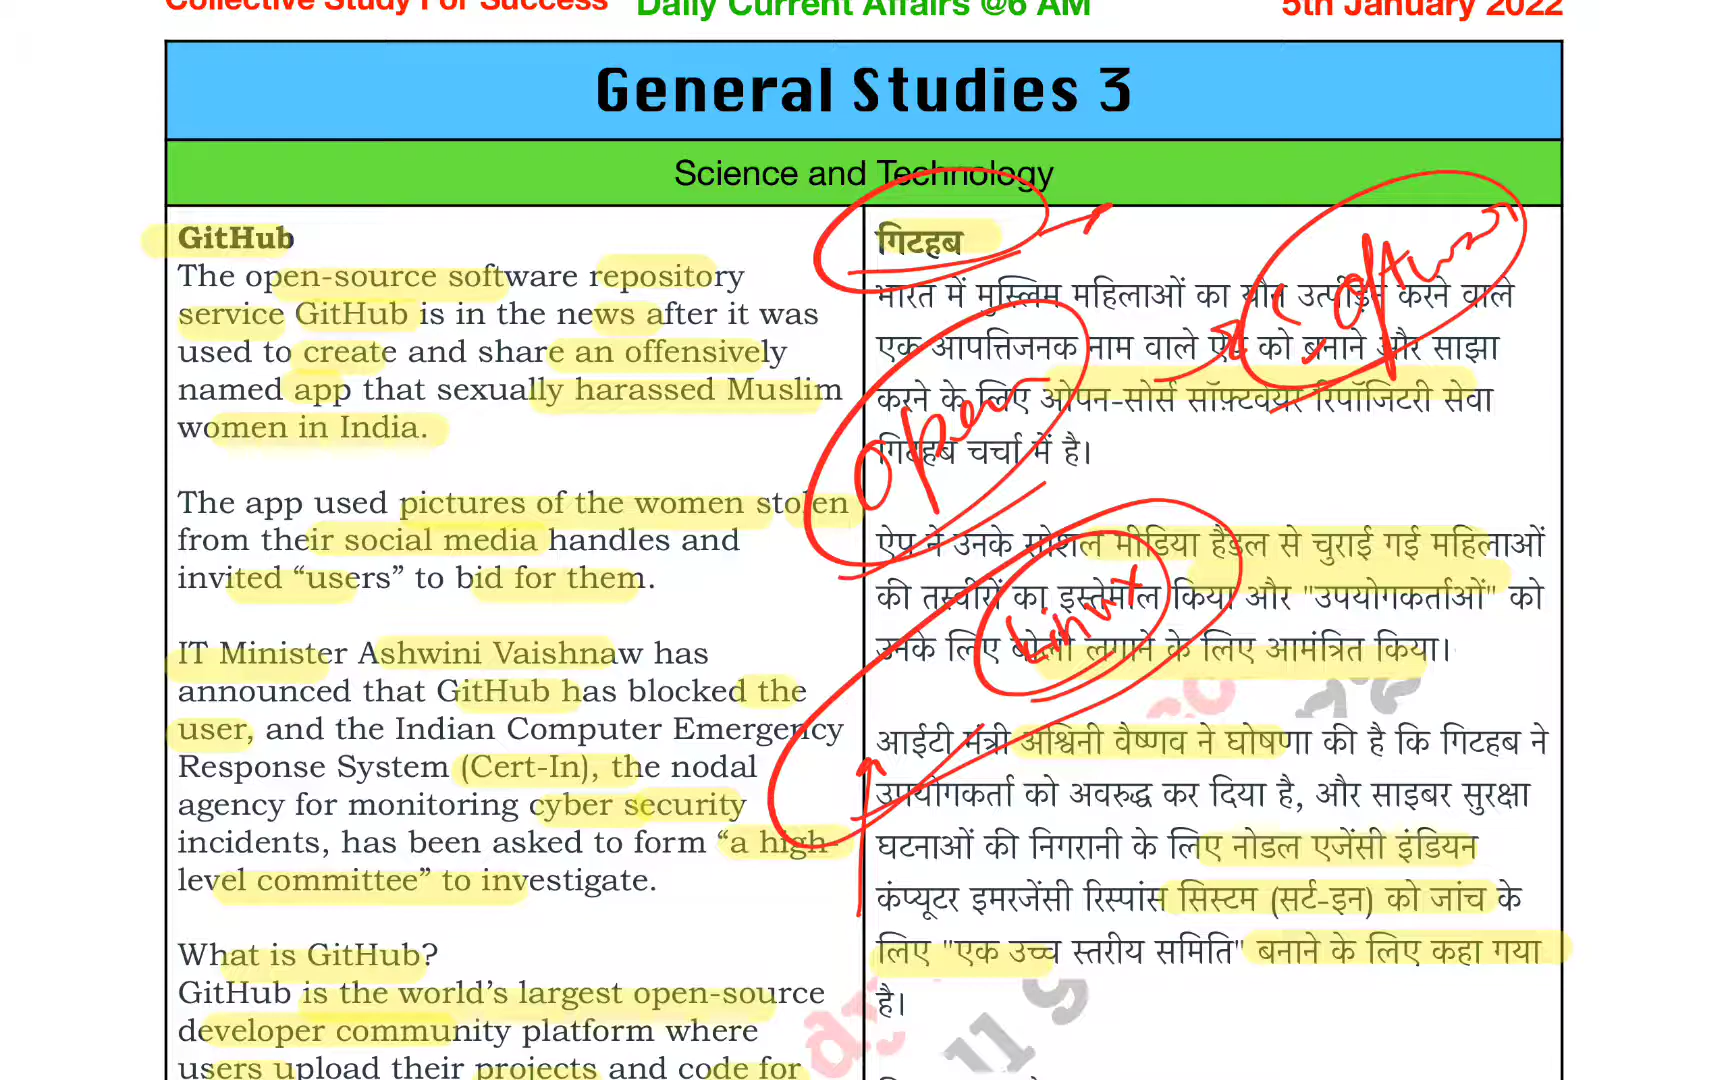 Collective Study For Success Daily Current Affairs @6 AM 5th January 2022
General Studies 3
Science and Technology
GitHub
The open-source software repository
service GitHub is in the news after it was
used to create and share an offensively
named app that sexually harassed Muslim
women in India.
The app used pictures of the women stolen
from their social media handles and
invited “users” to bid for them.
IT Minister Ashwini Vaishnaw has
announced that GitHub has blocked the
user, and the Indian Computer Emergency
Response System (Cert-In), the nodal
agency for monitoring cyber security
incidents, has been asked to form “a high-
level committee” to investigate.
What is GitHub?
GitHub is the world’s largest open-source
developer community platform where
users upload their projects and code for
गिटहब
भारत में मुस्लिम महिलाओं का यौन उत्पीड़न करने वाले
एक आपत्तिजनक नाम वाले ऐप को बनाने और साझा
करने के लिए ओपन-सोर्स सॉफ़्टवेयर रिपॉजिटरी सेवा
गिटहब चर्चा में है।
ऐप ने उनके सोशल मीडिया हैंडल से चुराई गई महिलाओं
की तस्वीरों का इस्तेमाल किया और "उपयोगकर्ताओं" को
उनके लिए बोली लगाने के लिए आमंत्रित किया।
आईटी मंत्री अश्विनी वैष्णव ने घोषणा की है कि गिटहब ने
उपयोगकर्ता को अवरुद्ध कर दिया है, और साइबर सुरक्षा
घटनाओं की निगरानी के लिए नोडल एजेंसी इंडियन
कंप्यूटर इमरजेंसी रिस्पांस सिस्टम (सर्ट-इन) को जांच के
लिए "एक उच्च स्तरीय समिति" बनाने के लिए कहा गया
है।
open
Linux